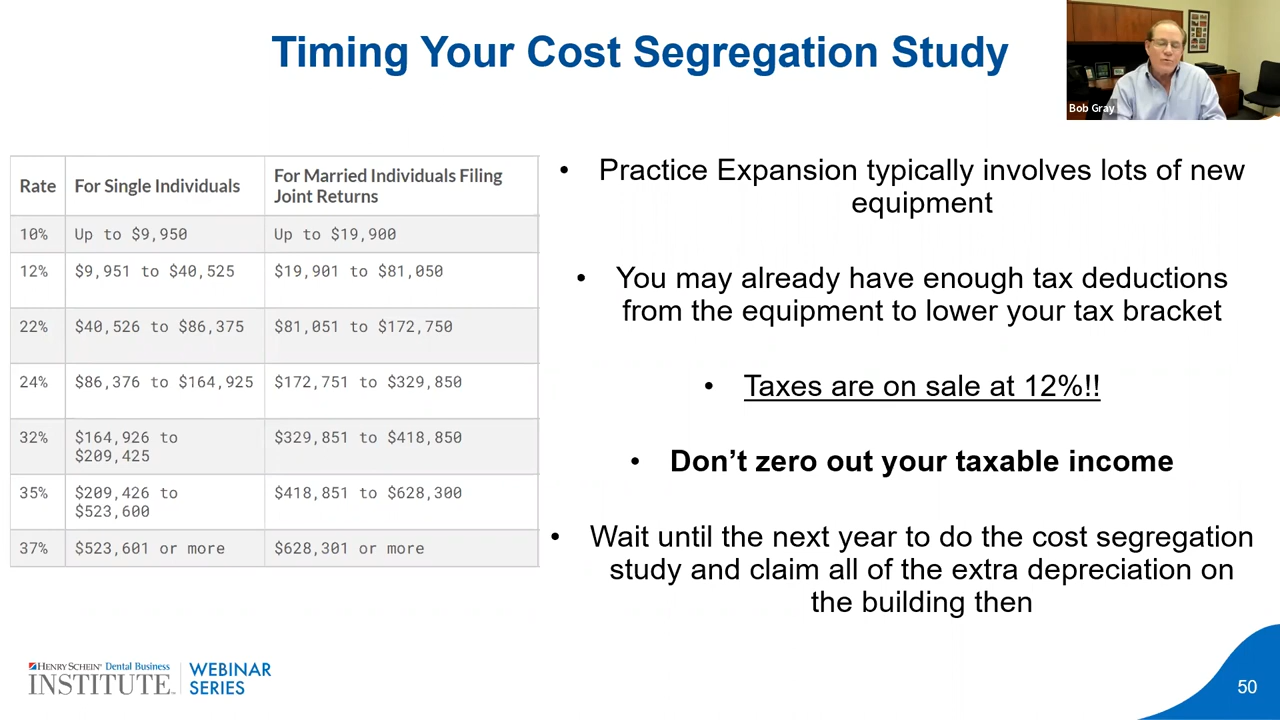 Timing Your Cost Segregation Study
Bob Gray
Rate For Single Individuals For Married Individuals Filing
Joint Returns
10% Up to $9,950 Up to $19,900
12% $9,951 to $40,525 $19,901 to $81,050
22% $40,526 to $86,375 $81,051 to $172,750
24% $86,376 to $164,925 $172,751 to $329,850
32% $164,926 to
$209,425 $329,851 to $418,850
35% $209,426 to
$523,600 $418,851 to $628,300
37% $523,601 or more $628,301 or more
• Practice Expansion typically involves lots of new
equipment
• You may already have enough tax deductions
from the equipment to lower your tax bracket
• Taxes are on sale at 12%!!
• Don’t zero out your taxable income
• Wait until the next year to do the cost segregation
study and claim all of the extra depreciation on
the building then
HENRY SCHEIN® Dental Business
INSTITUTE™
WEBINAR
SERIES
50